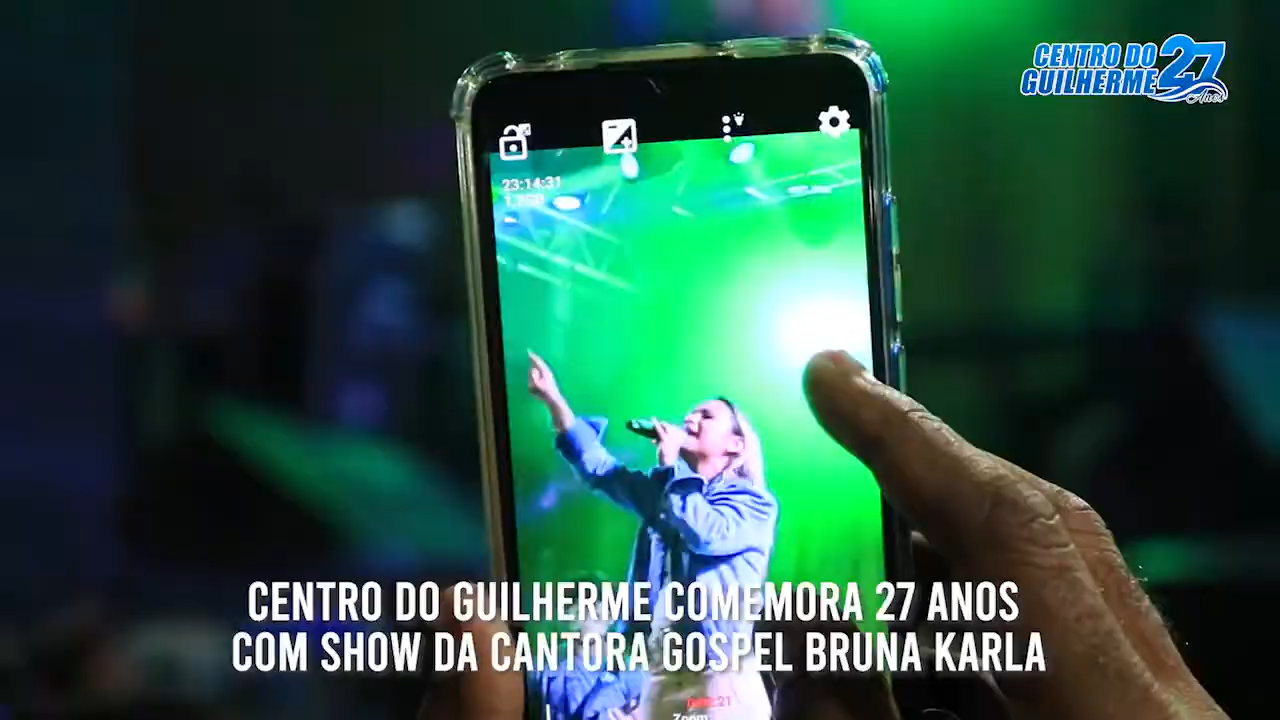 CENTRO DO
GUILHERME 27
Anos
23:14:31
Zoom
CENTRO DO GUILHERME COMEMORA 27 ANOS
COM SHOW DA CANTORA GOSPEL BRUNA KARLA